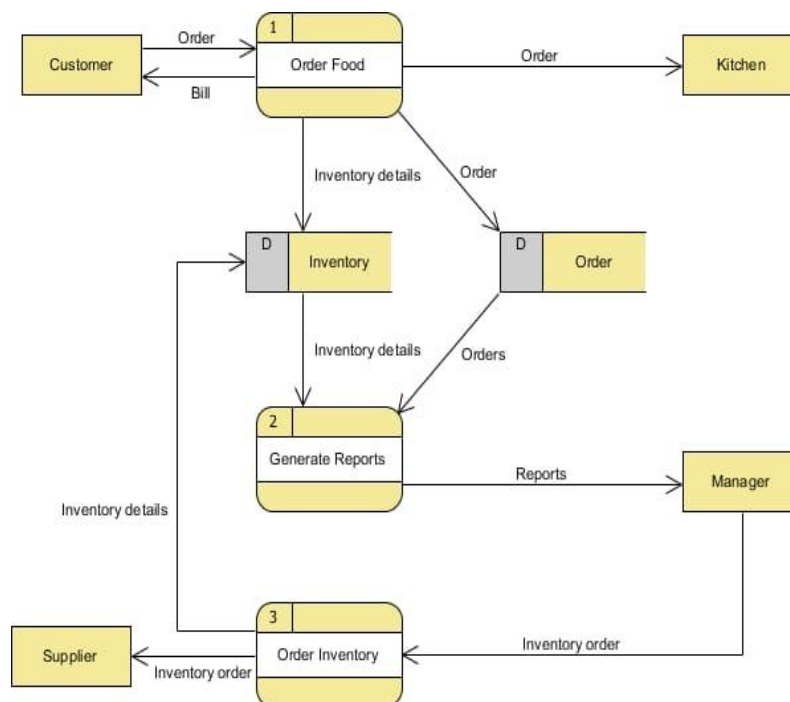 1
Order
Customer
Order Food
Order
Kitchen
Bill
Inventory details
Order
D
Inventory
D
Order
Inventory details
Orders
2
Generate Reports
Reports
Manager
Inventory details
3
Supplier
Order Inventory
Inventory order
Inventory order